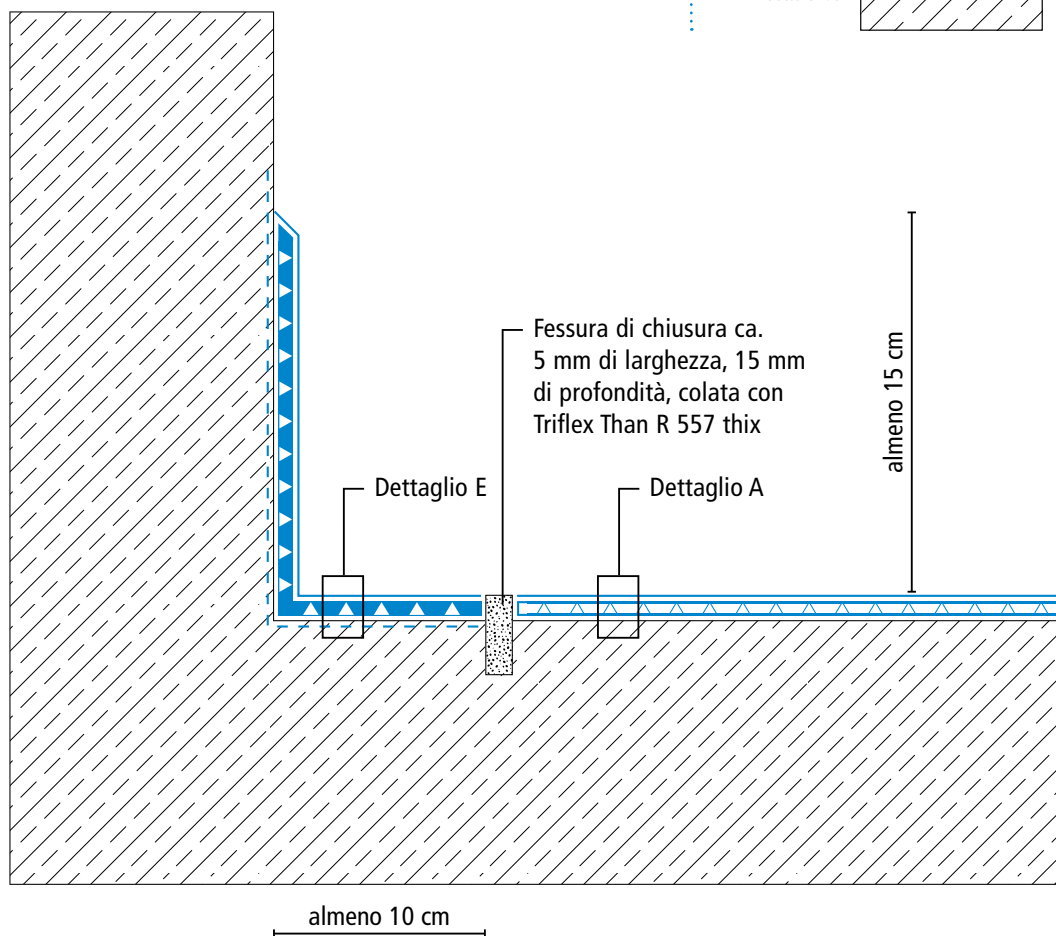 Fessura di chiusura ca.
5 mm di larghezza, 15 mm
di profondità, colata con
Triflex Than R 557 thix
almeno 15 cm
Dettaglio E
Dettaglio A
almeno 10 cm